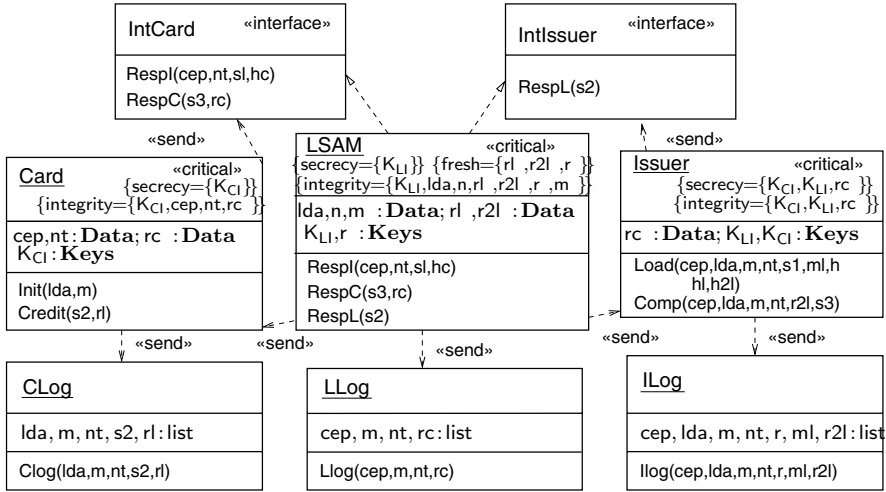 IntCard «interface»
RespI(cep,nt,sl,hc)
RespC(s3,rc)
IntIssuer «interface»
RespL(s2)
«send»
«send»
Card «critical»
{secrecy={K_CI}}
{integrity={K_CI,cep,nt,rc }}
cep,nt:Data; rc :Data
K_CI:Keys
Init(lda,m)
Credit(s2,rl)
LSAM «critical»
{secrecy={K_LI}} {fresh={rl ,r2l ,r }}
{integrity={K_LI,lda,n,rl ,r2l ,r ,m }}
lda,n,m :Data; rl ,r2l :Data
K_LI,r :Keys
RespI(cep,nt,sl,hc)
RespC(s3,rc)
RespL(s2)
Issuer «critical»
{secrecy={K_CI,K_LI,rc }}
{integrity={K_CI,K_LI,rc }}
rc :Data; K_LI,K_CI:Keys
Load(cep,lda,m,nt,s1,ml,h
hl,h2l)
Comp(cep,lda,m,nt,r2l,s3)
«send»
«send»
«send»
«send»
CLog
lda, m, nt, s2, rl:list
Clog(lda,m,nt,s2,rl)
LLog
cep, m, nt, rc:list
Llog(cep,m,nt,rc)
ILog
cep, lda, m, nt, r, ml, r2l:list
Ilog(cep,lda,m,nt,r,ml,r2l)